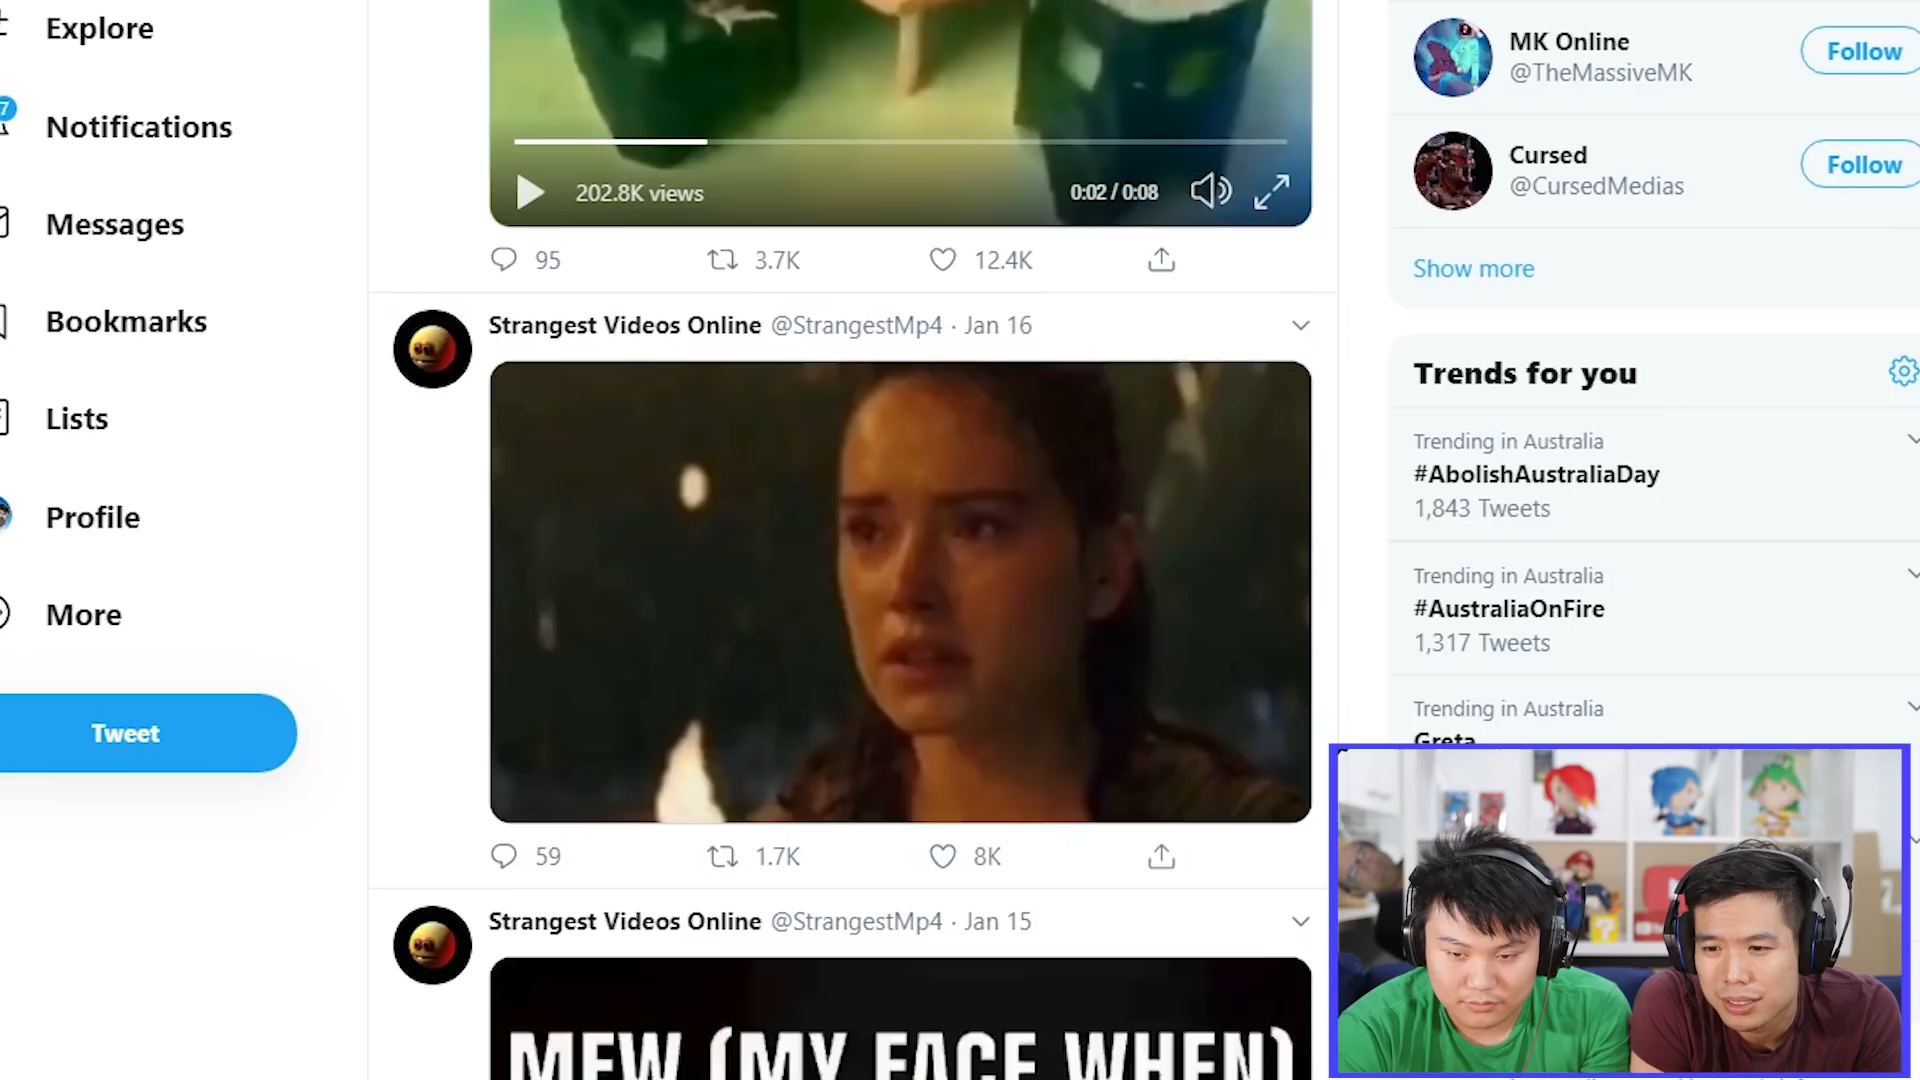 Explore
7
Notifications
Messages
Bookmarks
Lists
Profile
More
Tweet
202.8K views
0:02 / 0:08
95
3.7K
12.4K
Strangest Videos Online @StrangestMp4 · Jan 16
59
1.7K
8K
Strangest Videos Online @StrangestMp4 · Jan 15
MFW (MY FACE WHEN)
MK Online
@TheMassiveMK
Follow
Cursed
@CursedMedias
Follow
Show more
Trends for you
Trending in Australia
#AbolishAustraliaDay
1,843 Tweets
Trending in Australia
#AustraliaOnFire
1,317 Tweets
Trending in Australia
Greta